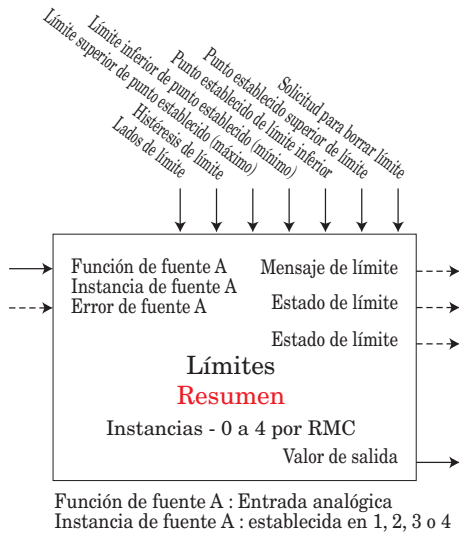 Lados de límite
Histéresis de límite
Límite superior de punto establecido (máximo)
Límite inferior de punto establecido (mínimo)
Punto establecido de límite inferior
Punto establecido superior de límite
Solicitud para borrar límite
Función de fuente A
Mensaje de límite
Instancia de fuente A
Error de fuente A
Estado de límite
Estado de límite
Límites
Resumen
Instancias - 0 a 4 por RMC
Valor de salida
Función de fuente A : Entrada analógica
Instancia de fuente A : establecida en 1, 2, 3 o 4